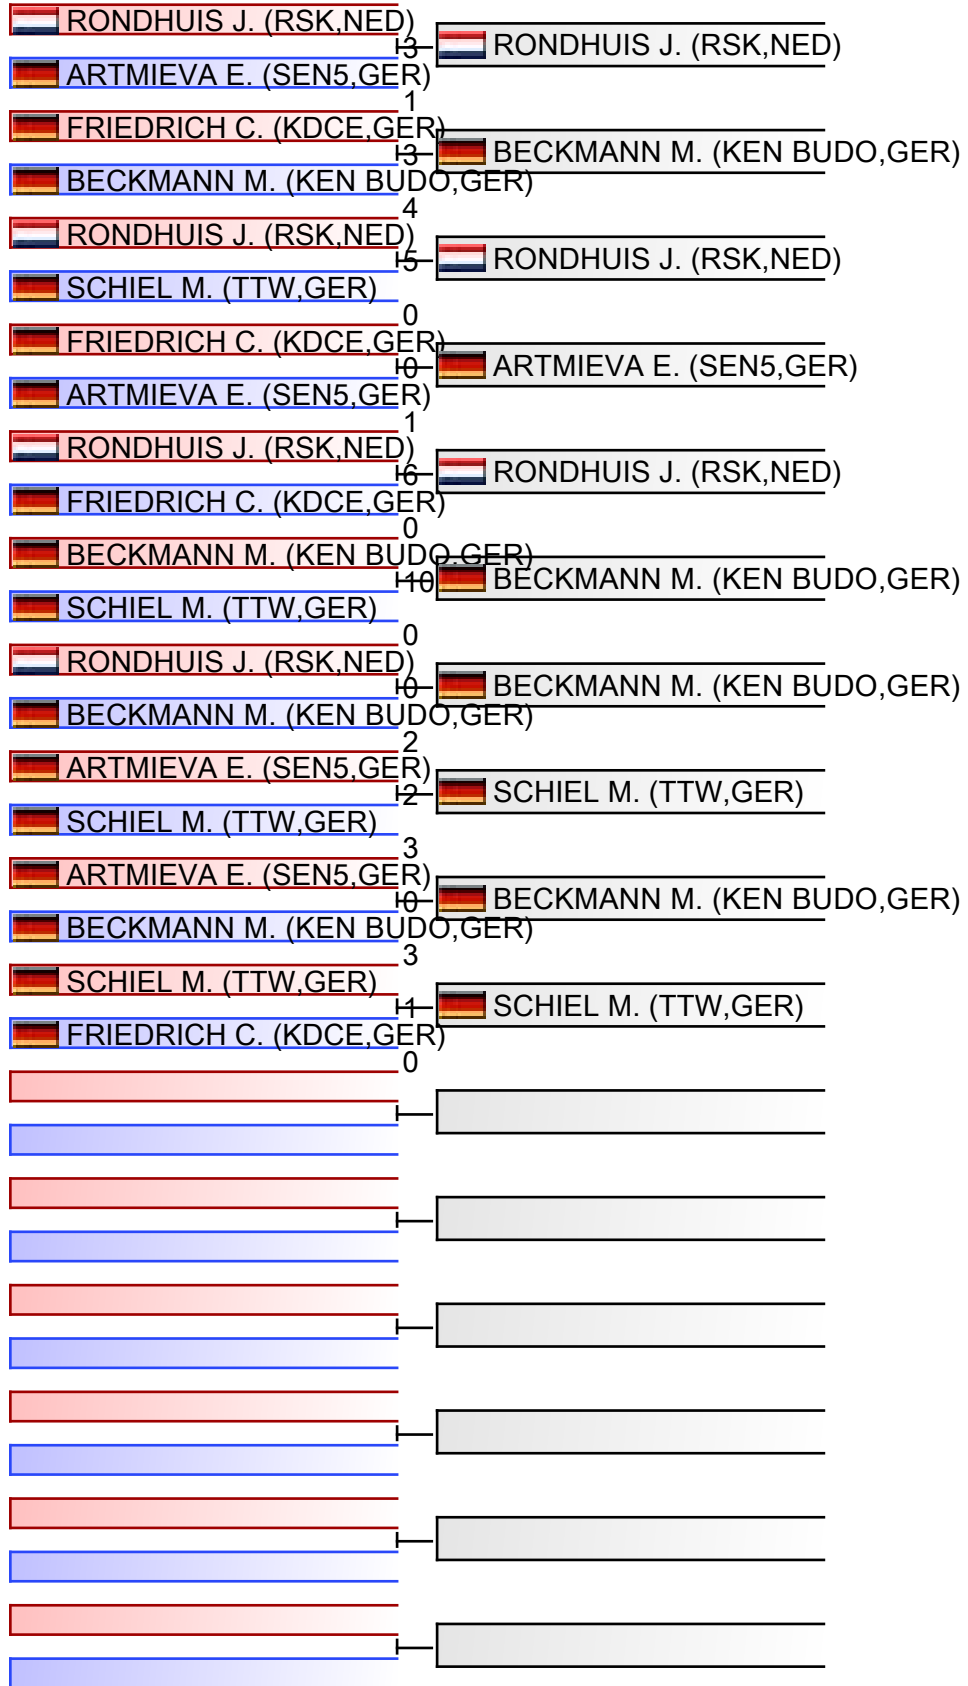 RONDHUIS J. (RSK,NED)
3
RONDHUIS J. (RSK,NED)
ARTMIEVA E. (SEN5,GER)
1
FRIEDRICH C. (KDCE,GER)
3
BECKMANN M. (KEN BUDO,GER)
BECKMANN M. (KEN BUDO,GER)
4
RONDHUIS J. (RSK,NED)
5
RONDHUIS J. (RSK,NED)
SCHIEL M. (TTW,GER)
0
FRIEDRICH C. (KDCE,GER)
0
ARTMIEVA E. (SEN5,GER)
ARTMIEVA E. (SEN5,GER)
1
RONDHUIS J. (RSK,NED)
6
RONDHUIS J. (RSK,NED)
FRIEDRICH C. (KDCE,GER)
0
BECKMANN M. (KEN BUDO,GER)
10
BECKMANN M. (KEN BUDO,GER)
SCHIEL M. (TTW,GER)
0
RONDHUIS J. (RSK,NED)
0
BECKMANN M. (KEN BUDO,GER)
BECKMANN M. (KEN BUDO,GER)
2
ARTMIEVA E. (SEN5,GER)
2
SCHIEL M. (TTW,GER)
SCHIEL M. (TTW,GER)
3
ARTMIEVA E. (SEN5,GER)
0
BECKMANN M. (KEN BUDO,GER)
BECKMANN M. (KEN BUDO,GER)
3
SCHIEL M. (TTW,GER)
1
SCHIEL M. (TTW,GER)
FRIEDRICH C. (KDCE,GER)
0